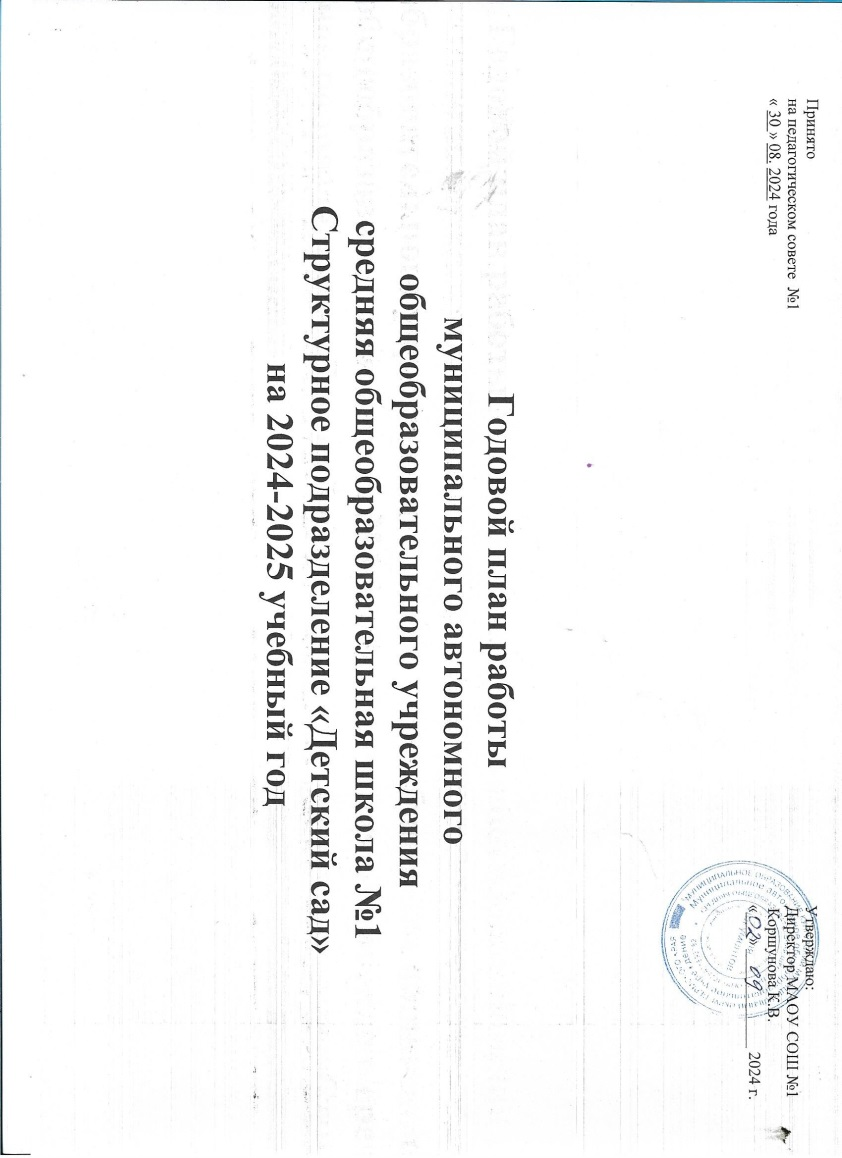 Принято
на педагогическом совете №1
« 30 » 08. 2024 года
Утверждаю:
Директор МАОУ СОШ №1
Коршунова К.В.
«02» 09 2024 г.
Годовой план работы
муниципального автономного
общеобразовательного учреждения
средняя общеобразовательная школа №1
Структурное подразделение «Детский сад»
на 2024-2025 учебный год